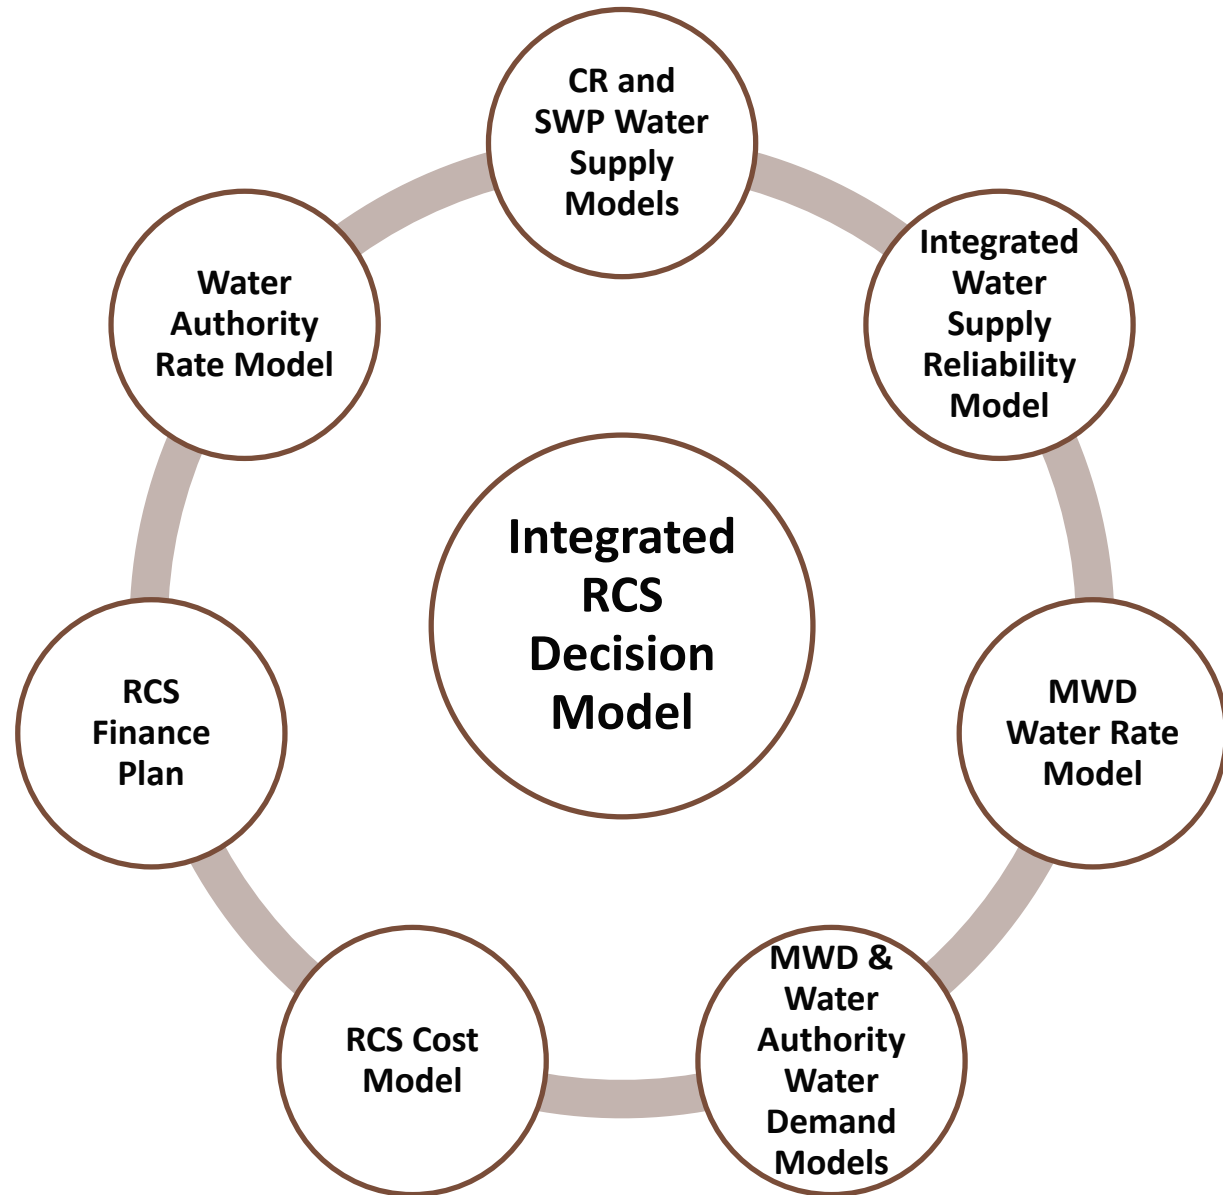 CR and
SWP Water
Supply
Models
Integrated
Water
Supply
Reliability
Model
Water
Authority
Rate Model
Integrated
RCS
Decision
Model
RCS
Finance
Plan
MWD
Water Rate
Model
MWD &
Water
Authority
Water
Demand
Models
RCS Cost
Model